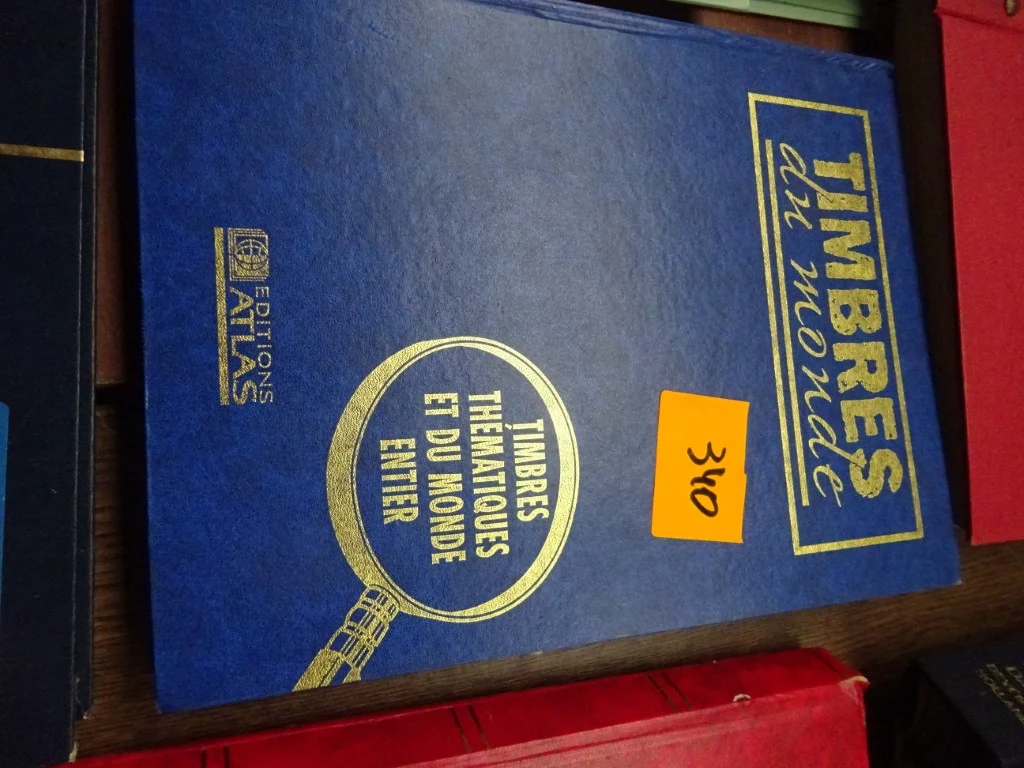 TIMBRES
du monde
340
TIMBRES
THÉMATIQUES
ET DU MONDE
ENTIER
EDITIONS
ATLAS